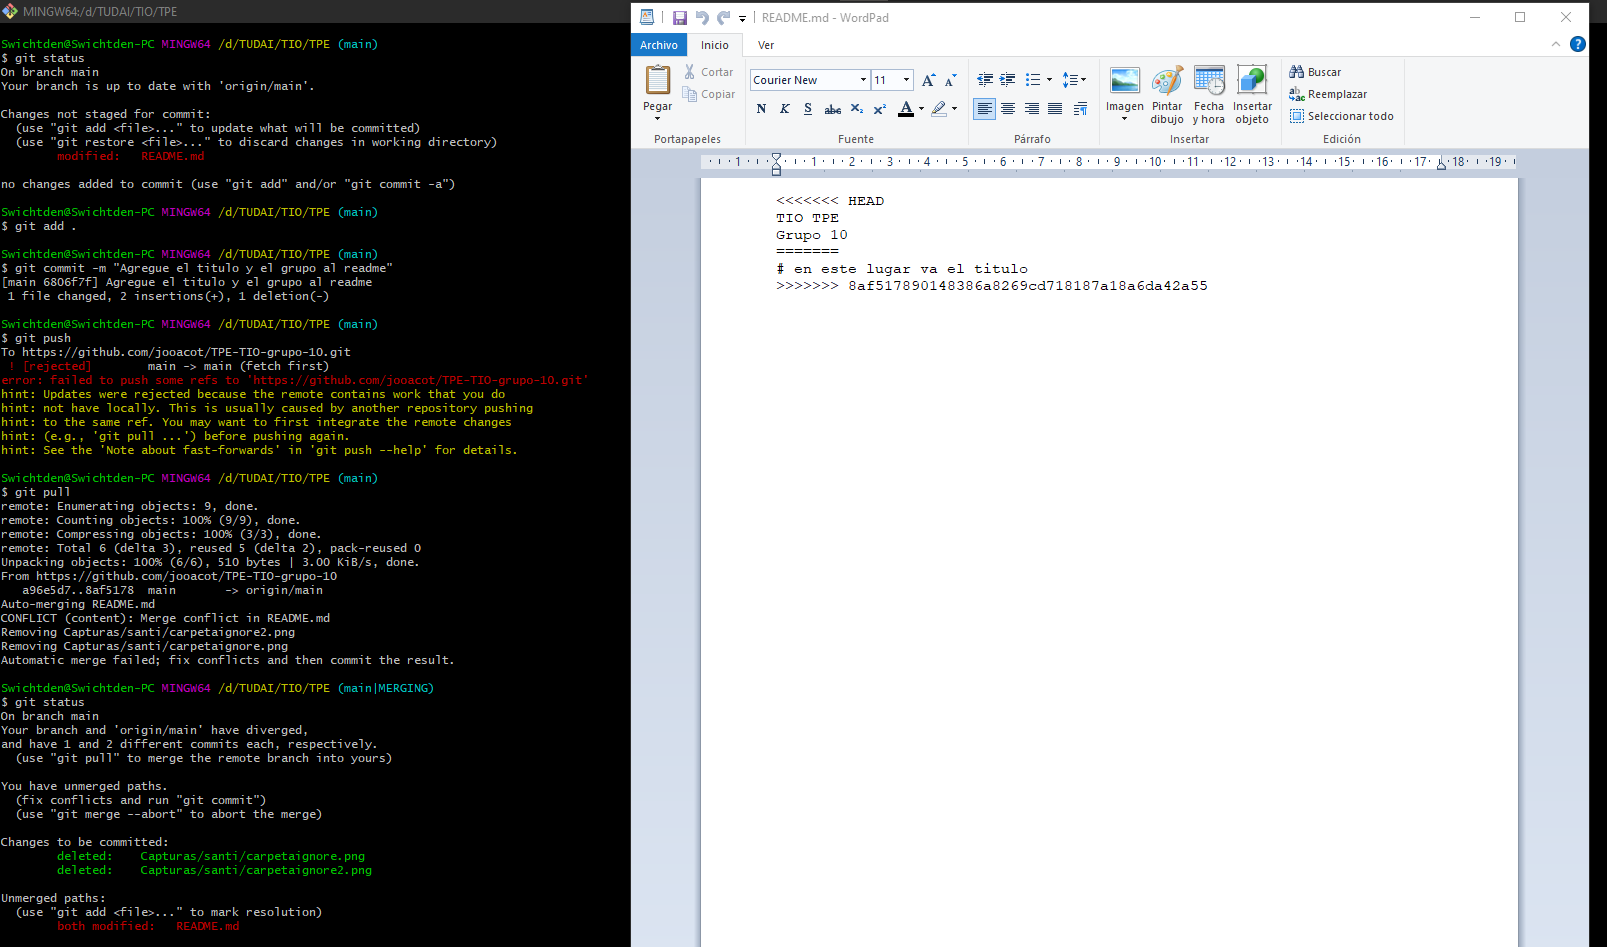 MINGW64:/d/TUDAI/TIO/TPE
Swichtden@Swichtden-PC MINGW64 /d/TUDAI/TIO/TPE (main)
$ git status
On branch main
Your branch is up to date with 'origin/main'.
Changes not staged for commit:
(use "git add <file>..." to update what will be committed)
(use "git restore <file>..." to discard changes in working directory)
modified:   README.md
no changes added to commit (use "git add" and/or "git commit -a")
Swichtden@Swichtden-PC MINGW64 /d/TUDAI/TIO/TPE (main)
$ git add .
Swichtden@Swichtden-PC MINGW64 /d/TUDAI/TIO/TPE (main)
$ git commit -m "Agregue el titulo y el grupo al readme"
[main 6806f7f] Agregue el titulo y el grupo al readme
1 file changed, 2 insertions(+), 1 deletion(-)
Swichtden@Swichtden-PC MINGW64 /d/TUDAI/TIO/TPE (main)
$ git push
To https://github.com/jooacot/TPE-TIO-grupo-10.git
! [rejected]        main -> main (fetch first)
error: failed to push some refs to 'https://github.com/jooacot/TPE-TIO-grupo-10.git'
hint: Updates were rejected because the remote contains work that you do
hint: not have locally. This is usually caused by another repository pushing
hint: to the same ref. You may want to first integrate the remote changes
hint: (e.g., 'git pull ...') before pushing again.
hint: See the 'Note about fast-forwards' in 'git push --help' for details.
Swichtden@Swichtden-PC MINGW64 /d/TUDAI/TIO/TPE (main)
$ git pull
remote: Enumerating objects: 9, done.
remote: Counting objects: 100% (9/9), done.
remote: Compressing objects: 100% (3/3), done.
remote: Total 6 (delta 3), reused 5 (delta 2), pack-reused 0
Unpacking objects: 100% (6/6), 510 bytes | 3.00 KiB/s, done.
From https://github.com/jooacot/TPE-TIO-grupo-10
a96e5d7..8af5178  main       -> origin/main
Auto-merging README.md
CONFLICT (content): Merge conflict in README.md
Removing Capturas/santi/carpetaignore2.png
Removing Capturas/santi/carpetaignore.png
Automatic merge failed; fix conflicts and then commit the result.
Swichtden@Swichtden-PC MINGW64 /d/TUDAI/TIO/TPE (main|MERGING)
$ git status
On branch main
Your branch and 'origin/main' have diverged,
and have 1 and 2 different commits each, respectively.
(use "git pull" to merge the remote branch into yours)
You have unmerged paths.
(fix conflicts and run "git commit")
(use "git merge --abort" to abort the merge)
Changes to be committed:
deleted:    Capturas/santi/carpetaignore.png
deleted:    Capturas/santi/carpetaignore2.png
Unmerged paths:
(use "git add <file>..." to mark resolution)
both modified:   README.md
README.md - WordPad
Archivo Inicio Ver
Pegar
Cortar
Copiar
Portapapeles
Courier New 11
N K S abc X₂ X²
Fuente
Párrafo
Imagen
Pintar dibujo
Fecha y hora
Insertar objeto
Insertar
Buscar
Reemplazar
Seleccionar todo
Edición
1 1 2 3 4 5 6 7 8 9 10 11 12 13 14 15 16 17 18 19
<<<<<<< HEAD
TIO TPE
Grupo 10
=======
# en este lugar va el titulo
>>>>>>> 8af517890148386a8269cd718187a18a6da42a55